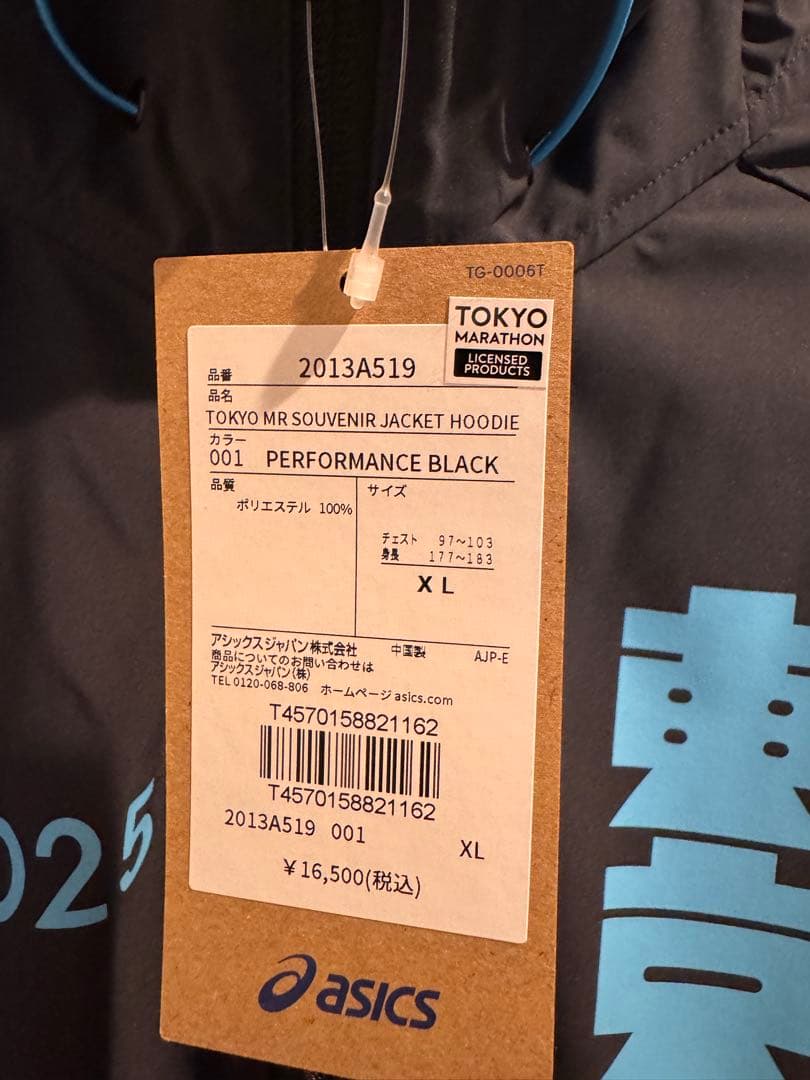 TG-0006T
TOKYO
MARATHON
LICENSED
PRODUCTS
品番 2013A519
品名
TOKYO MR SOUVENIR JACKET HOODIE
カラー
001 PERFORMANCE BLACK
品質
ポリエステル 100%
サイズ
チェスト 97~103
身長 177~183
XL
アシックスジャパン株式会社 中国製 AJP-E
商品についてのお問い合わせは
アシックスジャパン(株)
TEL 0120-068-806 ホームページ asics.com
T4570158821162
T4570158821162
2013A519 001 XL
¥16,500(税込)
asics
025
東京